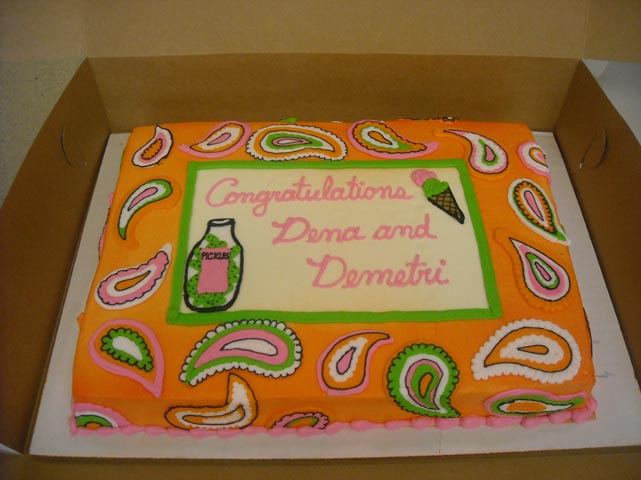 Congratulations
Dena and
Demetri
PICKLES